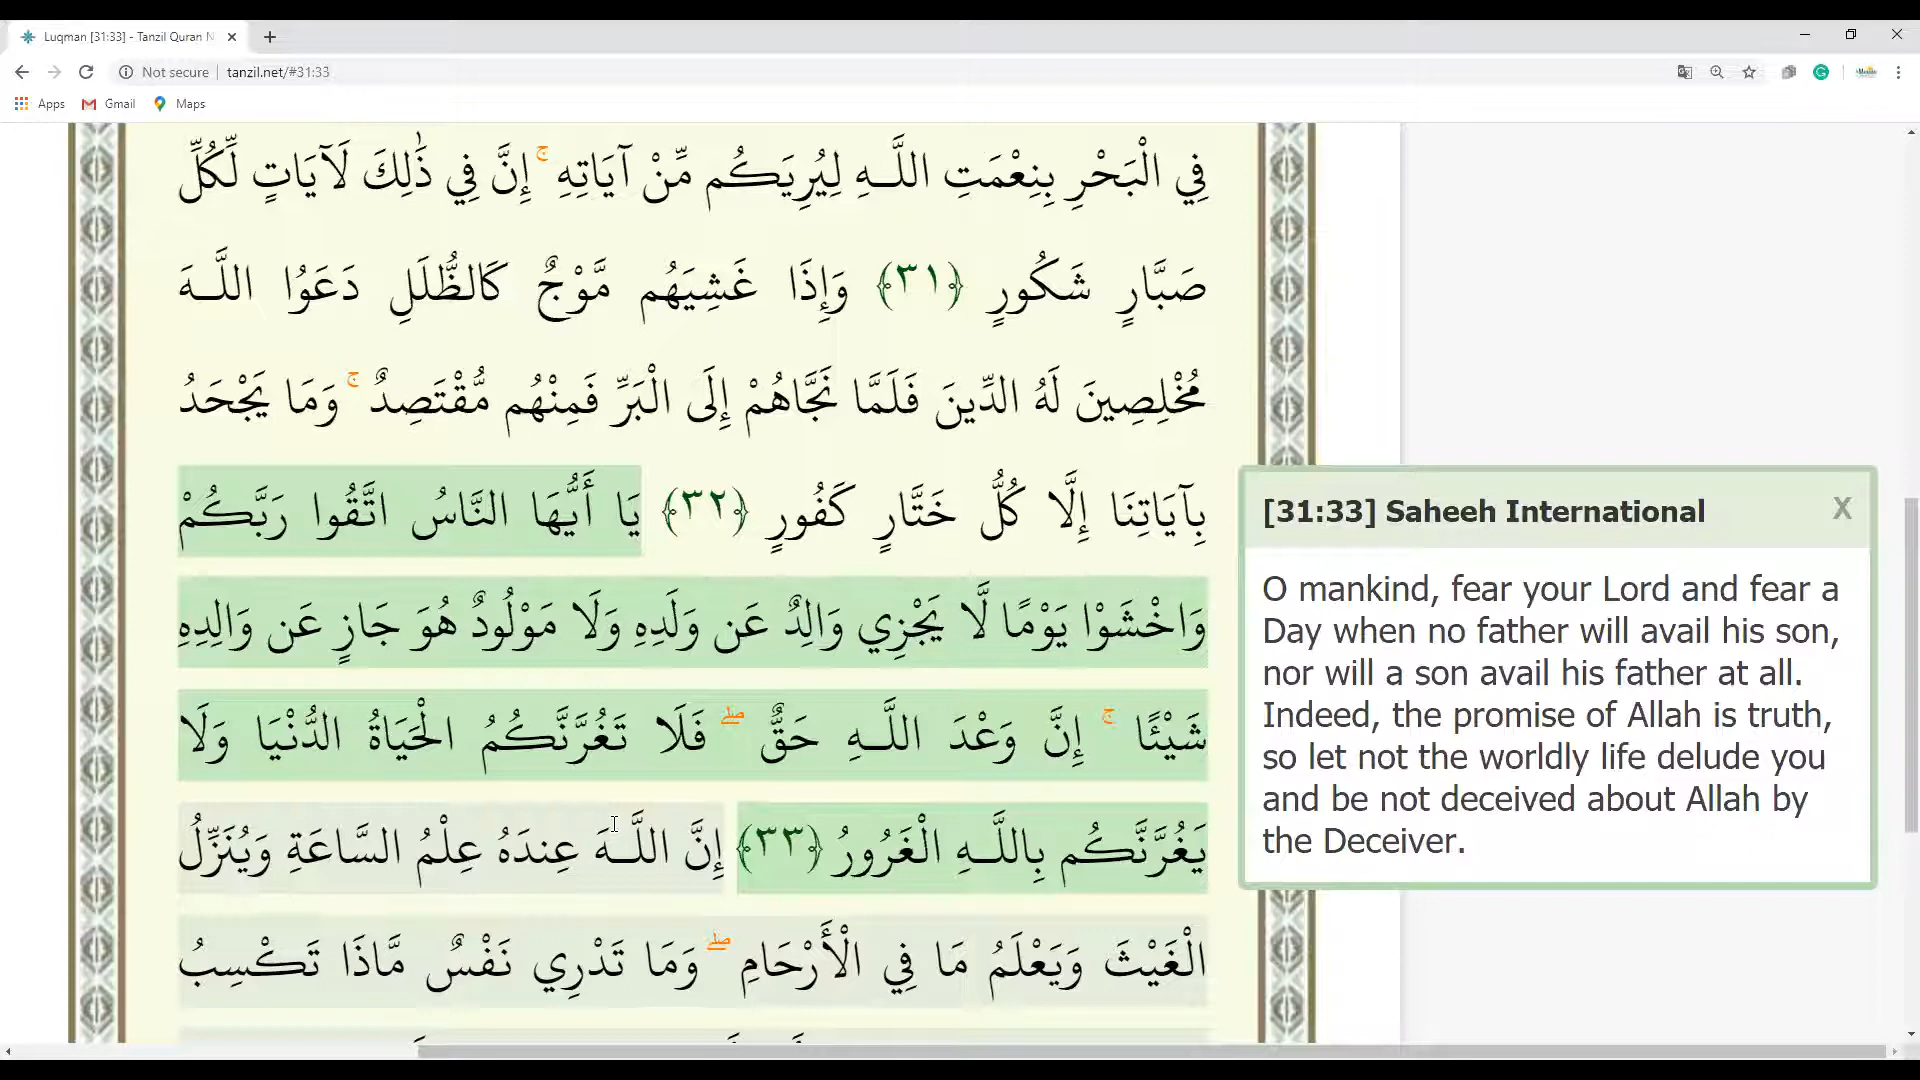 Luqman [31:33] - Tanzil Quran N
Not secure
tanzil.net/#31:33
Apps
Gmail
Maps
فِي الْبَحْرِ بِنِعْمَتِ اللَّـهِ لِيُرِيَكُم مِّنْ آيَاتِهِ ۚ إِنَّ فِي ذَٰلِكَ لَآيَاتٍ لِّكُلِّ
صَبَّارٍ شَكُورٍ ﴿٣١﴾ وَإِذَا غَشِيَهُم مَّوْجٌ كَالظُّلَلِ دَعَوُا اللَّـهَ
مُخْلِصِينَ لَهُ الدِّينَ فَلَمَّا نَجَّاهُمْ إِلَى الْبَرِّ فَمِنْهُم مُّقْتَصِدٌ ۚ وَمَا يَجْحَدُ
بِآيَاتِنَا إِلَّا كُلُّ خَتَّارٍ كَفُورٍ ﴿٣٢﴾ يَا أَيُّهَا النَّاسُ اتَّقُوا رَبَّكُمْ
وَاخْشَوْا يَوْمًا لَّا يَجْزِي وَالِدٌ عَن وَلَدِهِ وَلَا مَوْلُودٌ هُوَ جَازٍ عَن وَالِدِهِ
شَيْئًا ۚ إِنَّ وَعْدَ اللَّـهِ حَقٌّ ۖ فَلَا تَغُرَّنَّكُمُ الْحَيَاةُ الدُّنْيَا وَلَا
يَغُرَّنَّكُم بِاللَّـهِ الْغَرُورُ ﴿٣٣﴾ إِنَّ اللَّـهَ عِندَهُ عِلْمُ السَّاعَةِ وَيُنَزِّلُ
الْغَيْثَ وَيَعْلَمُ مَا فِي الْأَرْحَامِ ۖ وَمَا تَدْرِي نَفْسٌ مَّاذَا تَكْسِبُ
[31:33] Saheeh International
X
O mankind, fear your Lord and fear a
Day when no father will avail his son,
nor will a son avail his father at all.
Indeed, the promise of Allah is truth,
so let not the worldly life delude you
and be not deceived about Allah by
the Deceiver.